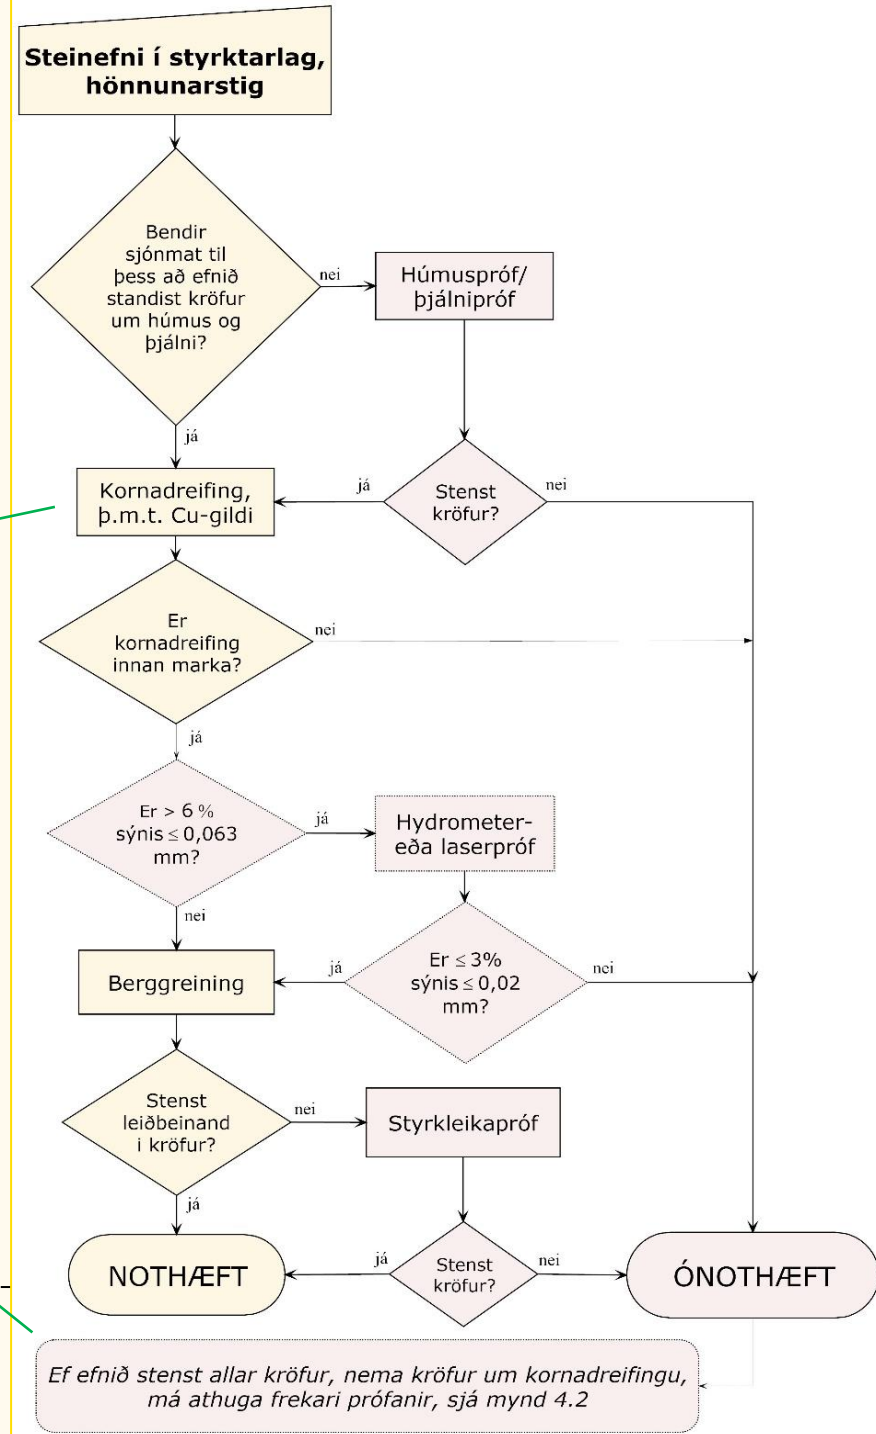 Steinefni í styrktarlag,
hönnunarstig
Bendir
sjónmat til
þess að efnið
standist kröfur
um húmus og
þjálni?
nei
Húmuspróf/
þjálnipróf
já
Kornadreifing,
þ.m.t. Cu-gildi
já
Stenst
kröfur?
nei
Er
kornadreifing
innan marka?
nei
já
Er > 6 %
sýnis ≤ 0,063
mm?
já
Hydrometer-
eða laserpróf
nei
Berggreining
já
Er ≤ 3%
sýnis ≤ 0,02
mm?
nei
Stenst
leiðbeinand
i kröfur?
nei
Styrkleikapróf
já
NOTHÆFT
já
Stenst
kröfur?
nei
ÓNOTHÆFT
Ef efnið stenst allar kröfur, nema kröfur um kornadreifingu,
má athuga frekari prófanir, sjá mynd 4.2